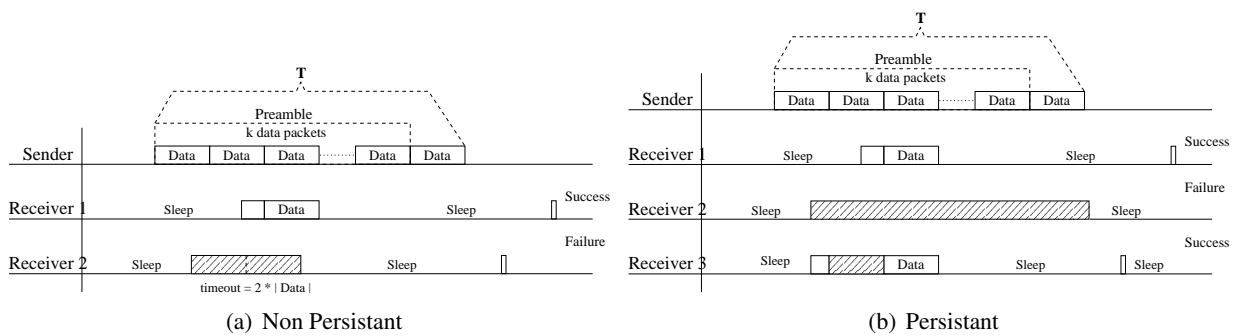 T
Preamble
k data packets
Sender
Data
Data
Data
Data
Data
Receiver 1
Sleep
Data
Sleep
Success
Receiver 2
Sleep
Sleep
Failure
timeout = 2 * | Data |
(a) Non Persistant
T
Preamble
k data packets
Sender
Data
Data
Data
Data
Data
Receiver 1
Sleep
Data
Sleep
Success
Receiver 2
Sleep
Sleep
Failure
Receiver 3
Sleep
Data
Sleep
Sleep
Success
(b) Persistant